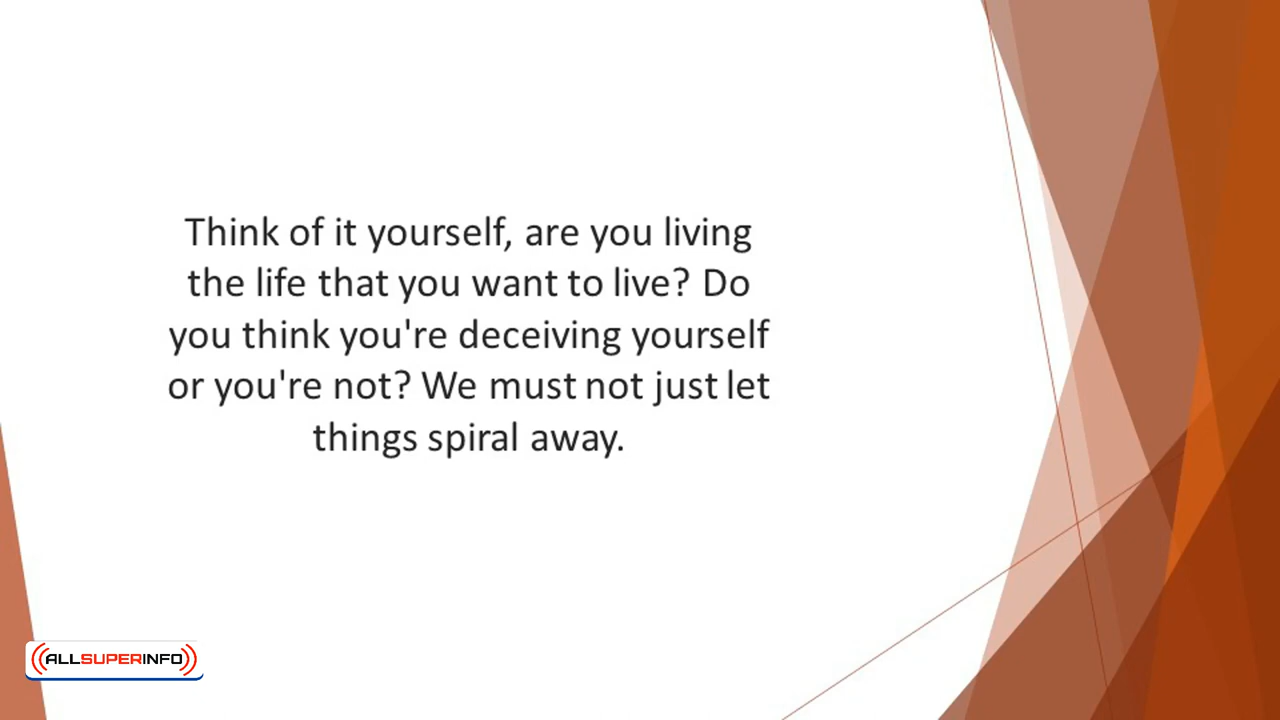 Think of it yourself, are you living
the life that you want to live? Do
you think you're deceiving yourself
or you're not? We must not just let
things spiral away.
ALLSUPERINFO